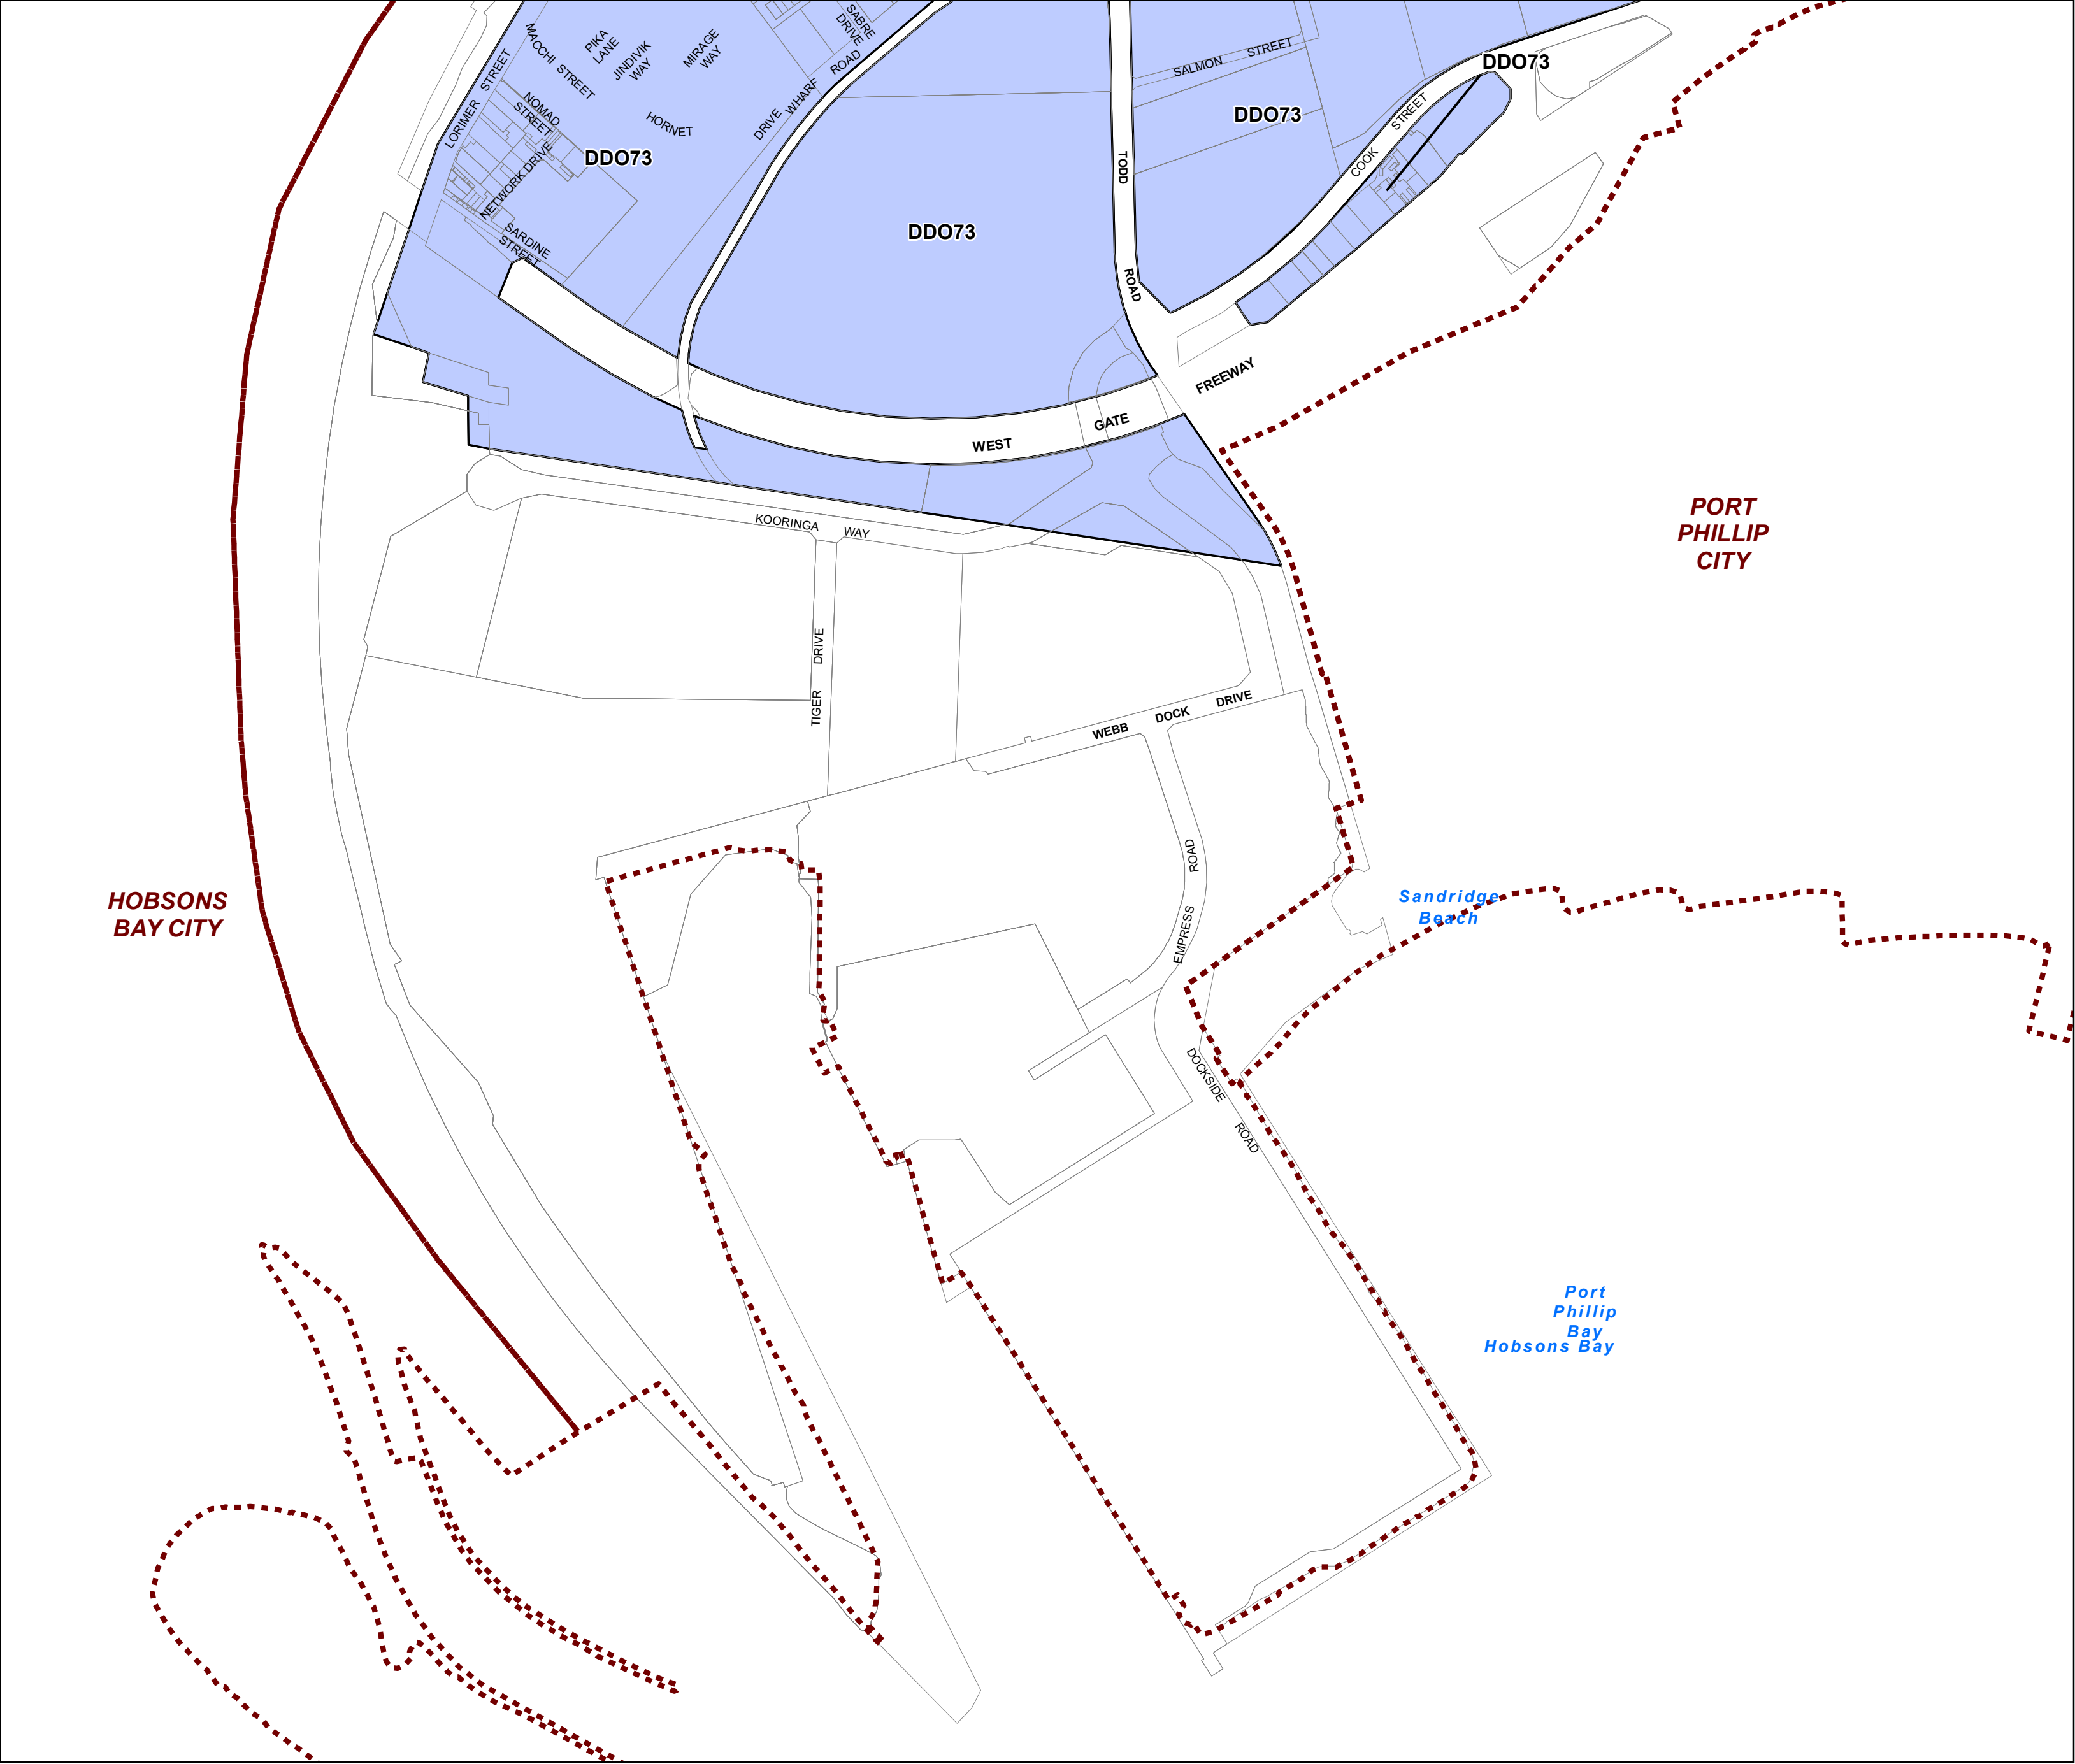 SABRE
DRIVE
MACCHI STREET
PIKA
LANE
JINDIVIK
WAY
MIRAGE
WAY
WHARF ROAD
DRIVE
HORNET
LORIMER STREET
NOMAD
STREET
NETWORK DRIVE
SARDINE
STREET
DDO73
DDO73
DDO73
DDO73
SALMON STREET
COOK STREET
TODD ROAD
WEST GATE FREEWAY
KOORINGA WAY
PORT
PHILLIP
CITY
TIGER DRIVE
WEBB DOCK DRIVE
EMPRESS ROAD
HOBSONS
BAY CITY
Sandridge
Beach
DOCKSIDE ROAD
Port
Phillip
Bay
Hobsons Bay